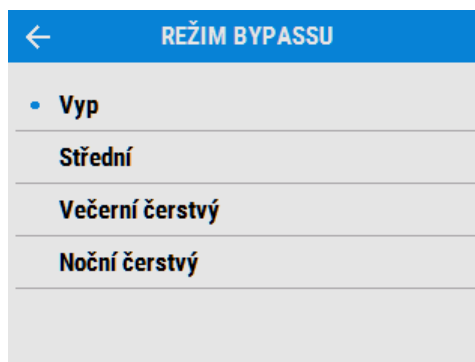 REŽIM BYPASSU
Vyp
Střední
Večerní čerstvý
Noční čerstvý